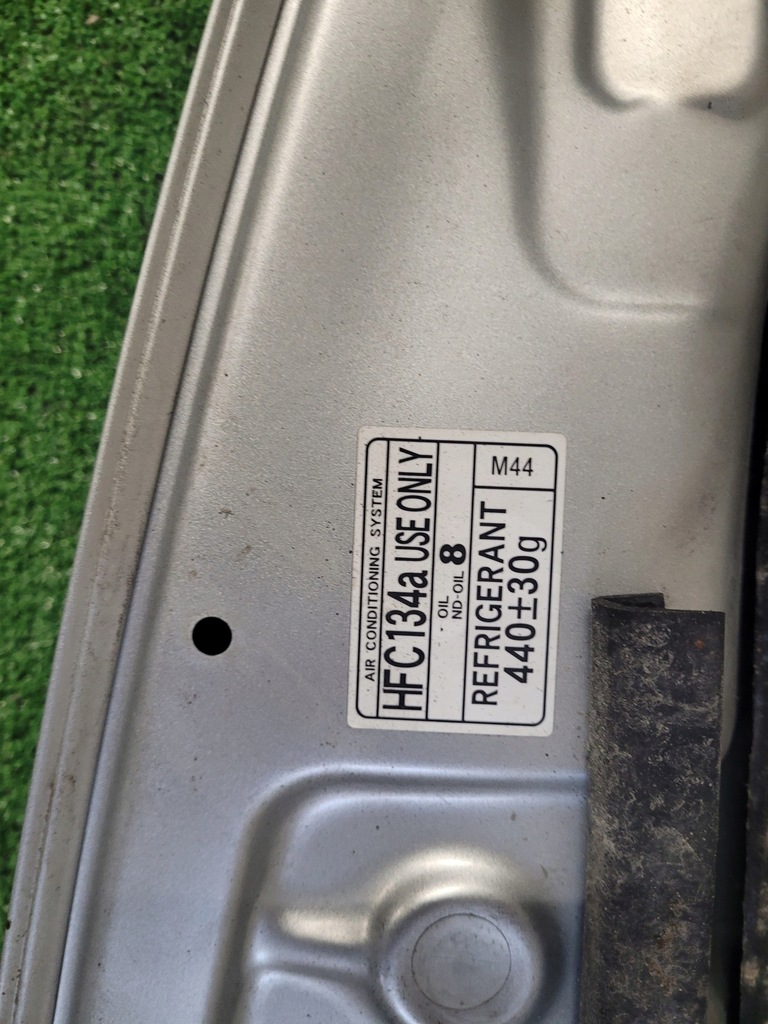 AIR CONDITIONING SYSTEM
HFC134a USE ONLY
OIL
ND-OIL 8
REFRIGERANT
440±30g
M44